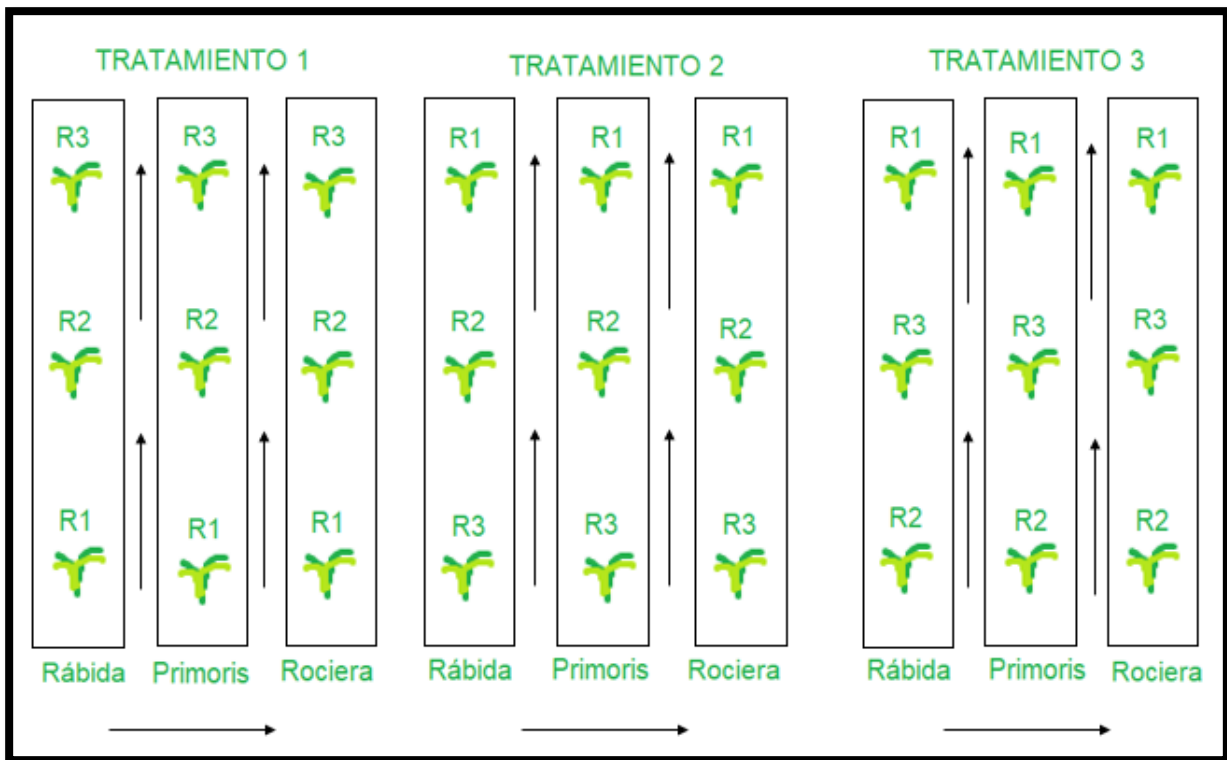 TRATAMIENTO 1
R3 R3 R3
R2 R2 R2
R1 R1 R1
Rábida Primoris Rociera
TRATAMIENTO 2
R1 R1 R1
R2 R2 R2
R3 R3 R3
Rábida Primoris Rociera
TRATAMIENTO 3
R1 R1 R1
R3 R3 R3
R2 R2 R2
Rábida Primoris Rociera